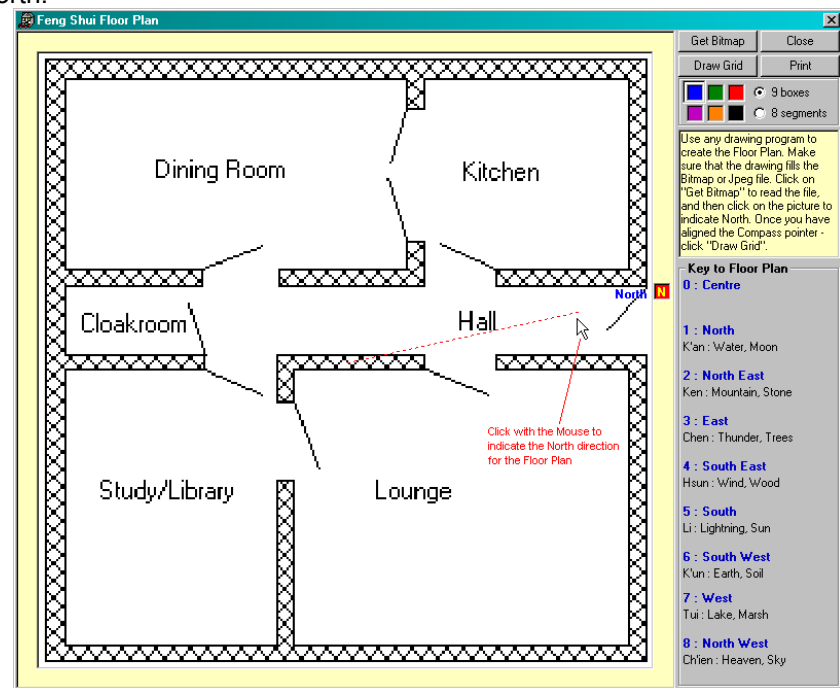 orth.
Feng Shui Floor Plan
Get Bitmap Close
Draw Grid Print
9 boxes
8 segments
Use any drawing program to
create the Floor Plan. Make
sure that the drawing fills the
Bitmap or Jpeg file. Click on
"Get Bitmap" to read the file,
and then click on the picture to
indicate North. Once you have
aligned the Compass pointer -
click "Draw Grid".
Dining Room
Kitchen
Cloakroom
Hall
North N
Click with the Mouse to
indicate the North direction
for the Floor Plan
Study/Library
Lounge
Key to Floor Plan
0 : Centre
1 : North
K'an : Water, Moon
2 : North East
Ken : Mountain, Stone
3 : East
Chen : Thunder, Trees
4 : South East
Hsun : Wind, Wood
5 : South
Li : Lightning, Sun
6 : South West
K'un : Earth, Soil
7 : West
Tui : Lake, Marsh
8 : North West
Ch'ien : Heaven, Sky